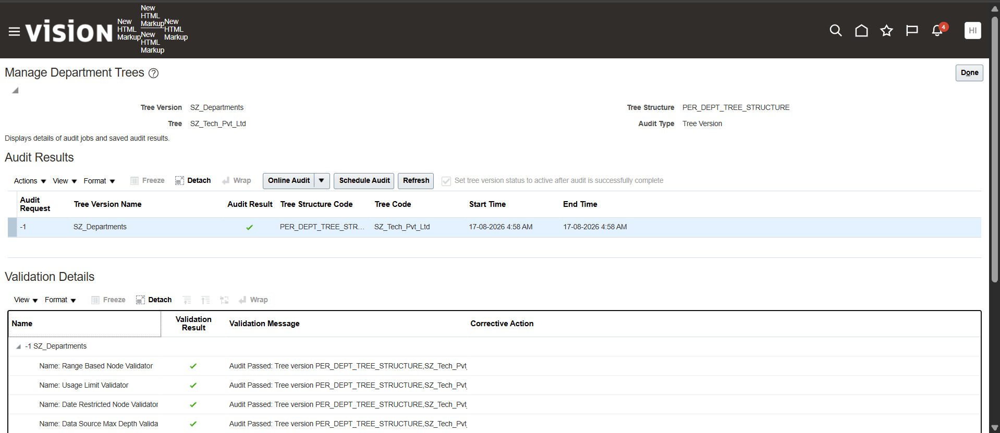 vision
New HTML Markup
New HTML Markup
New HTML Markup
New HTML Markup
4
HI
Manage Department Trees ?
Done
Tree Version SZ_Departments
Tree Structure PER_DEPT_TREE_STRUCTURE
Tree SZ_Tech_Pvt_Ltd
Audit Type Tree Version
Displays details of audit jobs and saved audit results.
Audit Results
Actions View Format Freeze Detach Wrap Online Audit Schedule Audit Refresh Set tree version status to active after audit is successfully complete
Audit Request Tree Version Name Audit Result Tree Structure Code Tree Code Start Time End Time
-1 SZ_Departments PER_DEPT_TREE_STR... SZ_Tech_Pvt_Ltd 17-08-2026 4:58 AM 17-08-2026 4:58 AM
Validation Details
View Format Freeze Detach Wrap
Name Validation Result Validation Message Corrective Action
-1 SZ_Departments
Name: Range Based Node Validator Audit Passed: Tree version PER_DEPT_TREE_STRUCTURE,SZ_Tech_Pvt_
Name: Usage Limit Validator Audit Passed: Tree version PER_DEPT_TREE_STRUCTURE,SZ_Tech_Pvt_
Name: Date Restricted Node Validator Audit Passed: Tree version PER_DEPT_TREE_STRUCTURE,SZ_Tech_Pvt_
Name: Data Source Max Depth Valida Audit Passed: Tree version PER_DEPT_TREE_STRUCTURE,SZ_Tech_Pvt_